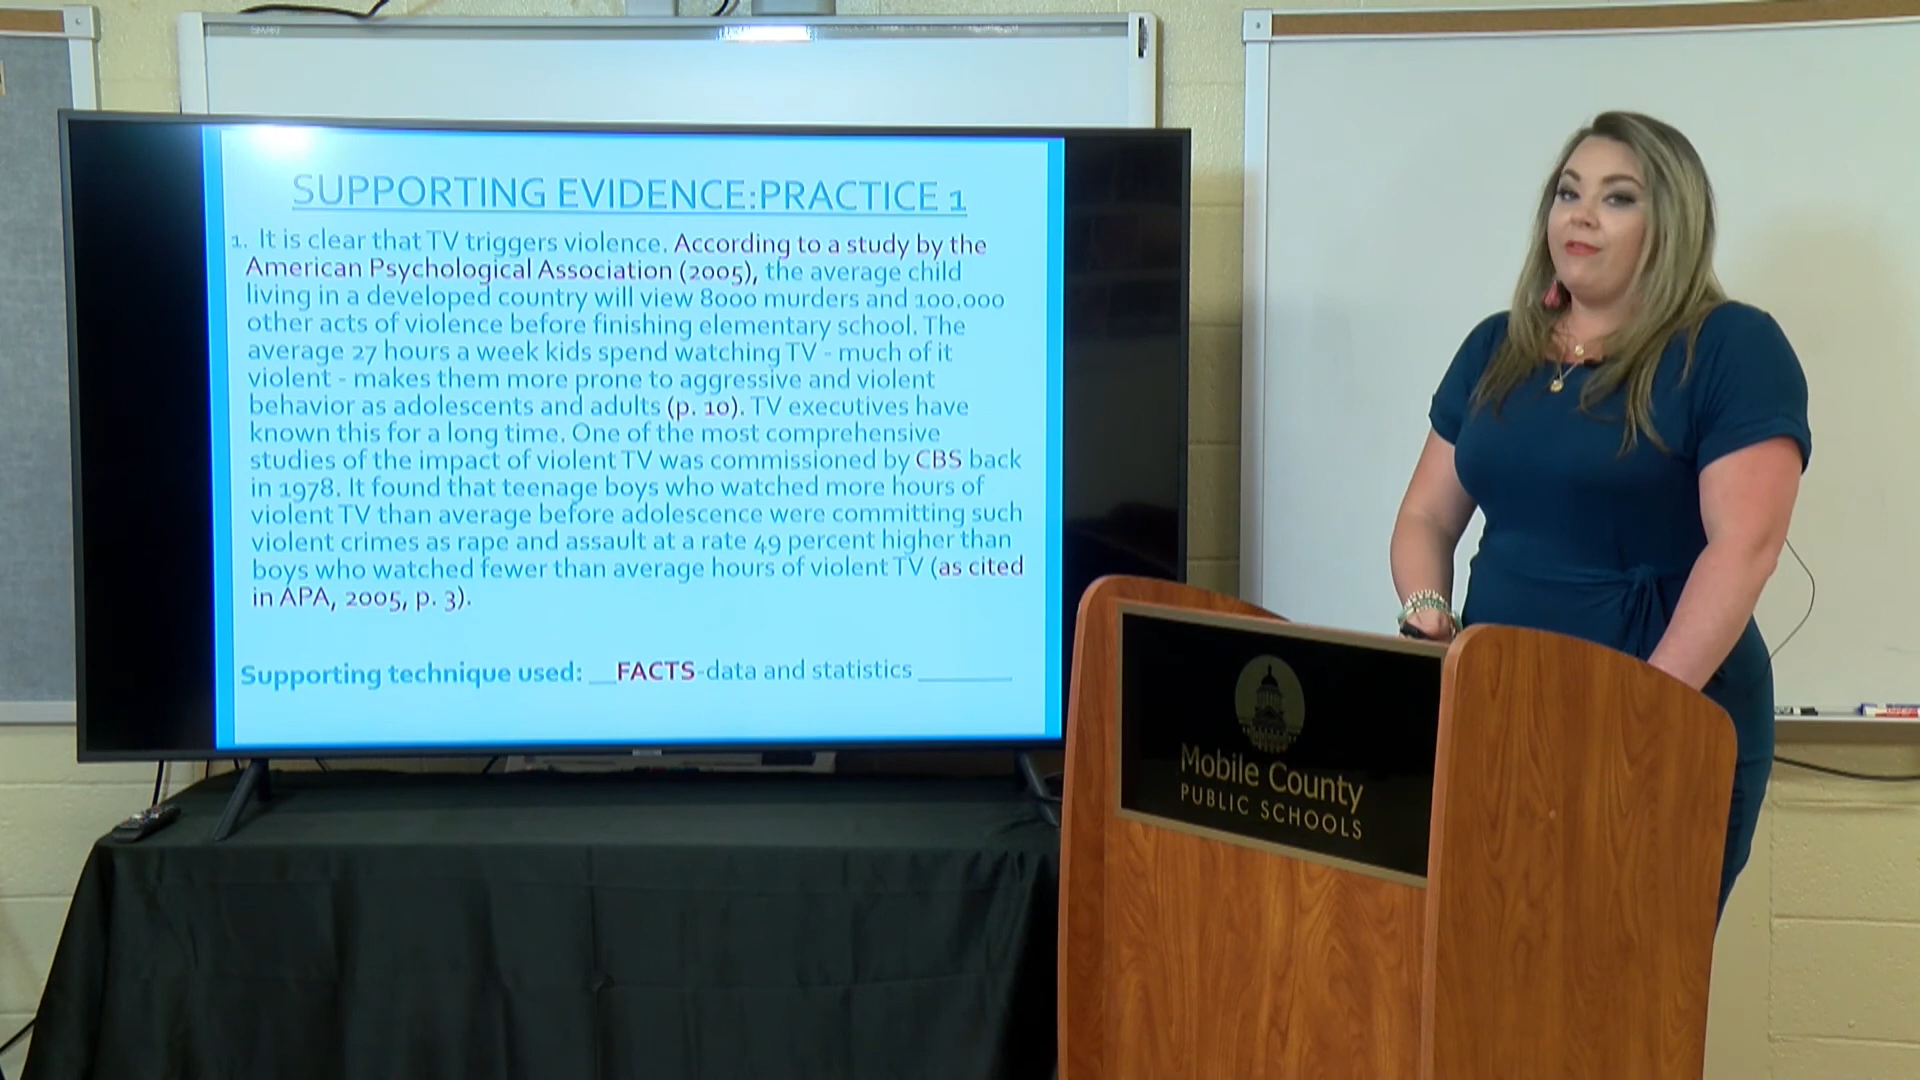 SUPPORTING EVIDENCE:PRACTICE 1
1. It is clear that TV triggers violence. According to a study by the
American Psychological Association (2005), the average child
living in a developed country will view 8000 murders and 100,000
other acts of violence before finishing elementary school. The
average 27 hours a week kids spend watching TV - much of it
violent - makes them more prone to aggressive and violent
behavior as adolescents and adults (p. 10). TV executives have
known this for a long time. One of the most comprehensive
studies of the impact of violent TV was commissioned by CBS back
in 1978. It found that teenage boys who watched more hours of
violent TV than average before adolescence were committing such
violent crimes as rape and assault at a rate 49 percent higher than
boys who watched fewer than average hours of violent TV (as cited
in APA, 2005, p. 3).
Supporting technique used: __FACTS-data and statistics ________
Mobile County
PUBLIC SCHOOLS